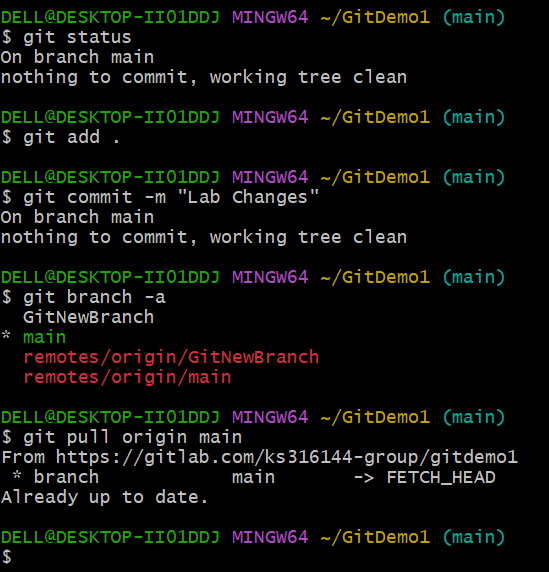 DELL@DESKTOP-II01DDJ MINGW64 ~/GitDemo1 (main)
$ git status
On branch main
nothing to commit, working tree clean
DELL@DESKTOP-II01DDJ MINGW64 ~/GitDemo1 (main)
$ git add .
DELL@DESKTOP-II01DDJ MINGW64 ~/GitDemo1 (main)
$ git commit -m "Lab Changes"
On branch main
nothing to commit, working tree clean
DELL@DESKTOP-II01DDJ MINGW64 ~/GitDemo1 (main)
$ git branch -a
  GitNewBranch
* main
  remotes/origin/GitNewBranch
  remotes/origin/main
DELL@DESKTOP-II01DDJ MINGW64 ~/GitDemo1 (main)
$ git pull origin main
From https://gitlab.com/ks316144-group/gitdemo1
 * branch            main       -> FETCH_HEAD
Already up to date.
DELL@DESKTOP-II01DDJ MINGW64 ~/GitDemo1 (main)
$